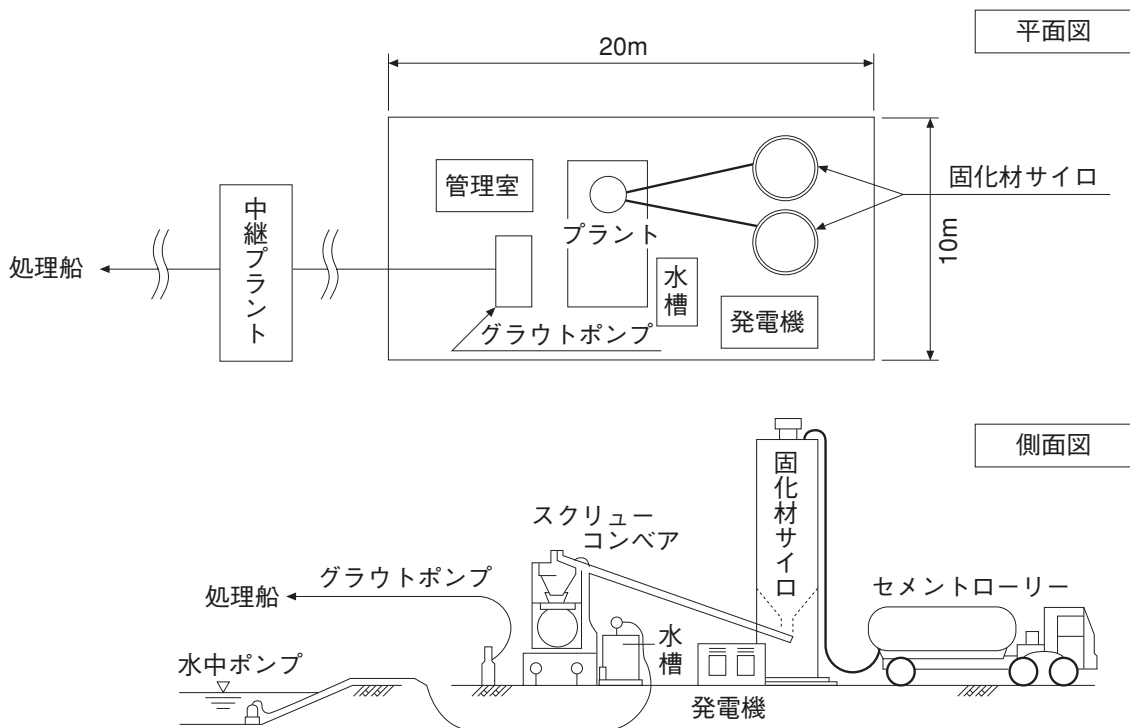 平面図
20m
固化材サイロ
管理室
中継プラント
プラント
10m
処理船
水槽
発電機
グラウトポンプ
側面図
固化材サイロ
スクリュー
コンベア
グラウトポンプ
セメントローリー
処理船
水槽
水中ポンプ
発電機